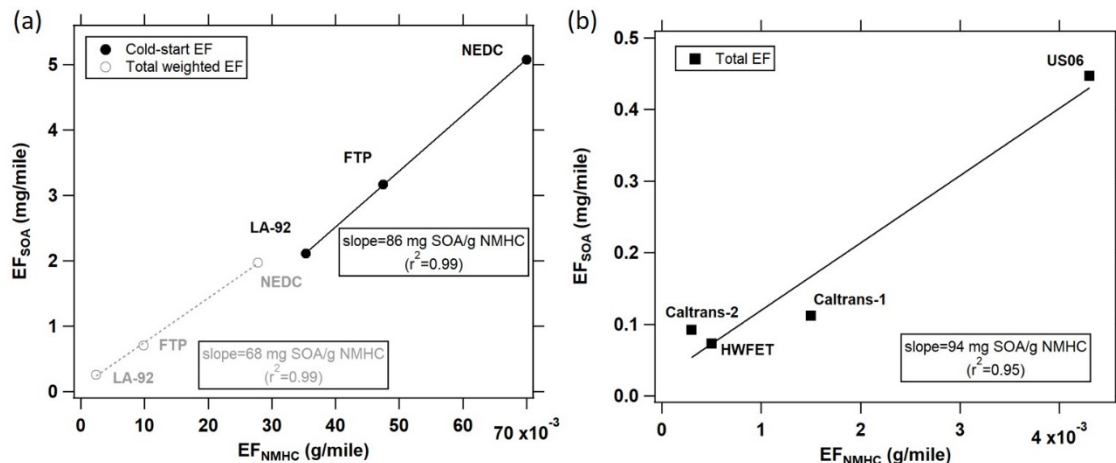 (a)
Cold-start EF
Total weighted EF
NEDC
FTP
LA-92
slope=86 mg SOA/g NMHC
(r²=0.99)
NEDC
FTP
LA-92
slope=68 mg SOA/g NMHC
(r²=0.99)
EF_SOA (mg/mile)
5
4
3
2
1
0
0 10 20 30 40 50 60 70 x10⁻³
EF_NMHC (g/mile)
(b)
Total EF
US06
Caltrans-2
Caltrans-1
HWFET
slope=94 mg SOA/g NMHC
(r²=0.95)
EF_SOA (mg/mile)
0.5
0.4
0.3
0.2
0.1
0.0
0 1 2 3 4 x10⁻³
EF_NMHC (g/mile)